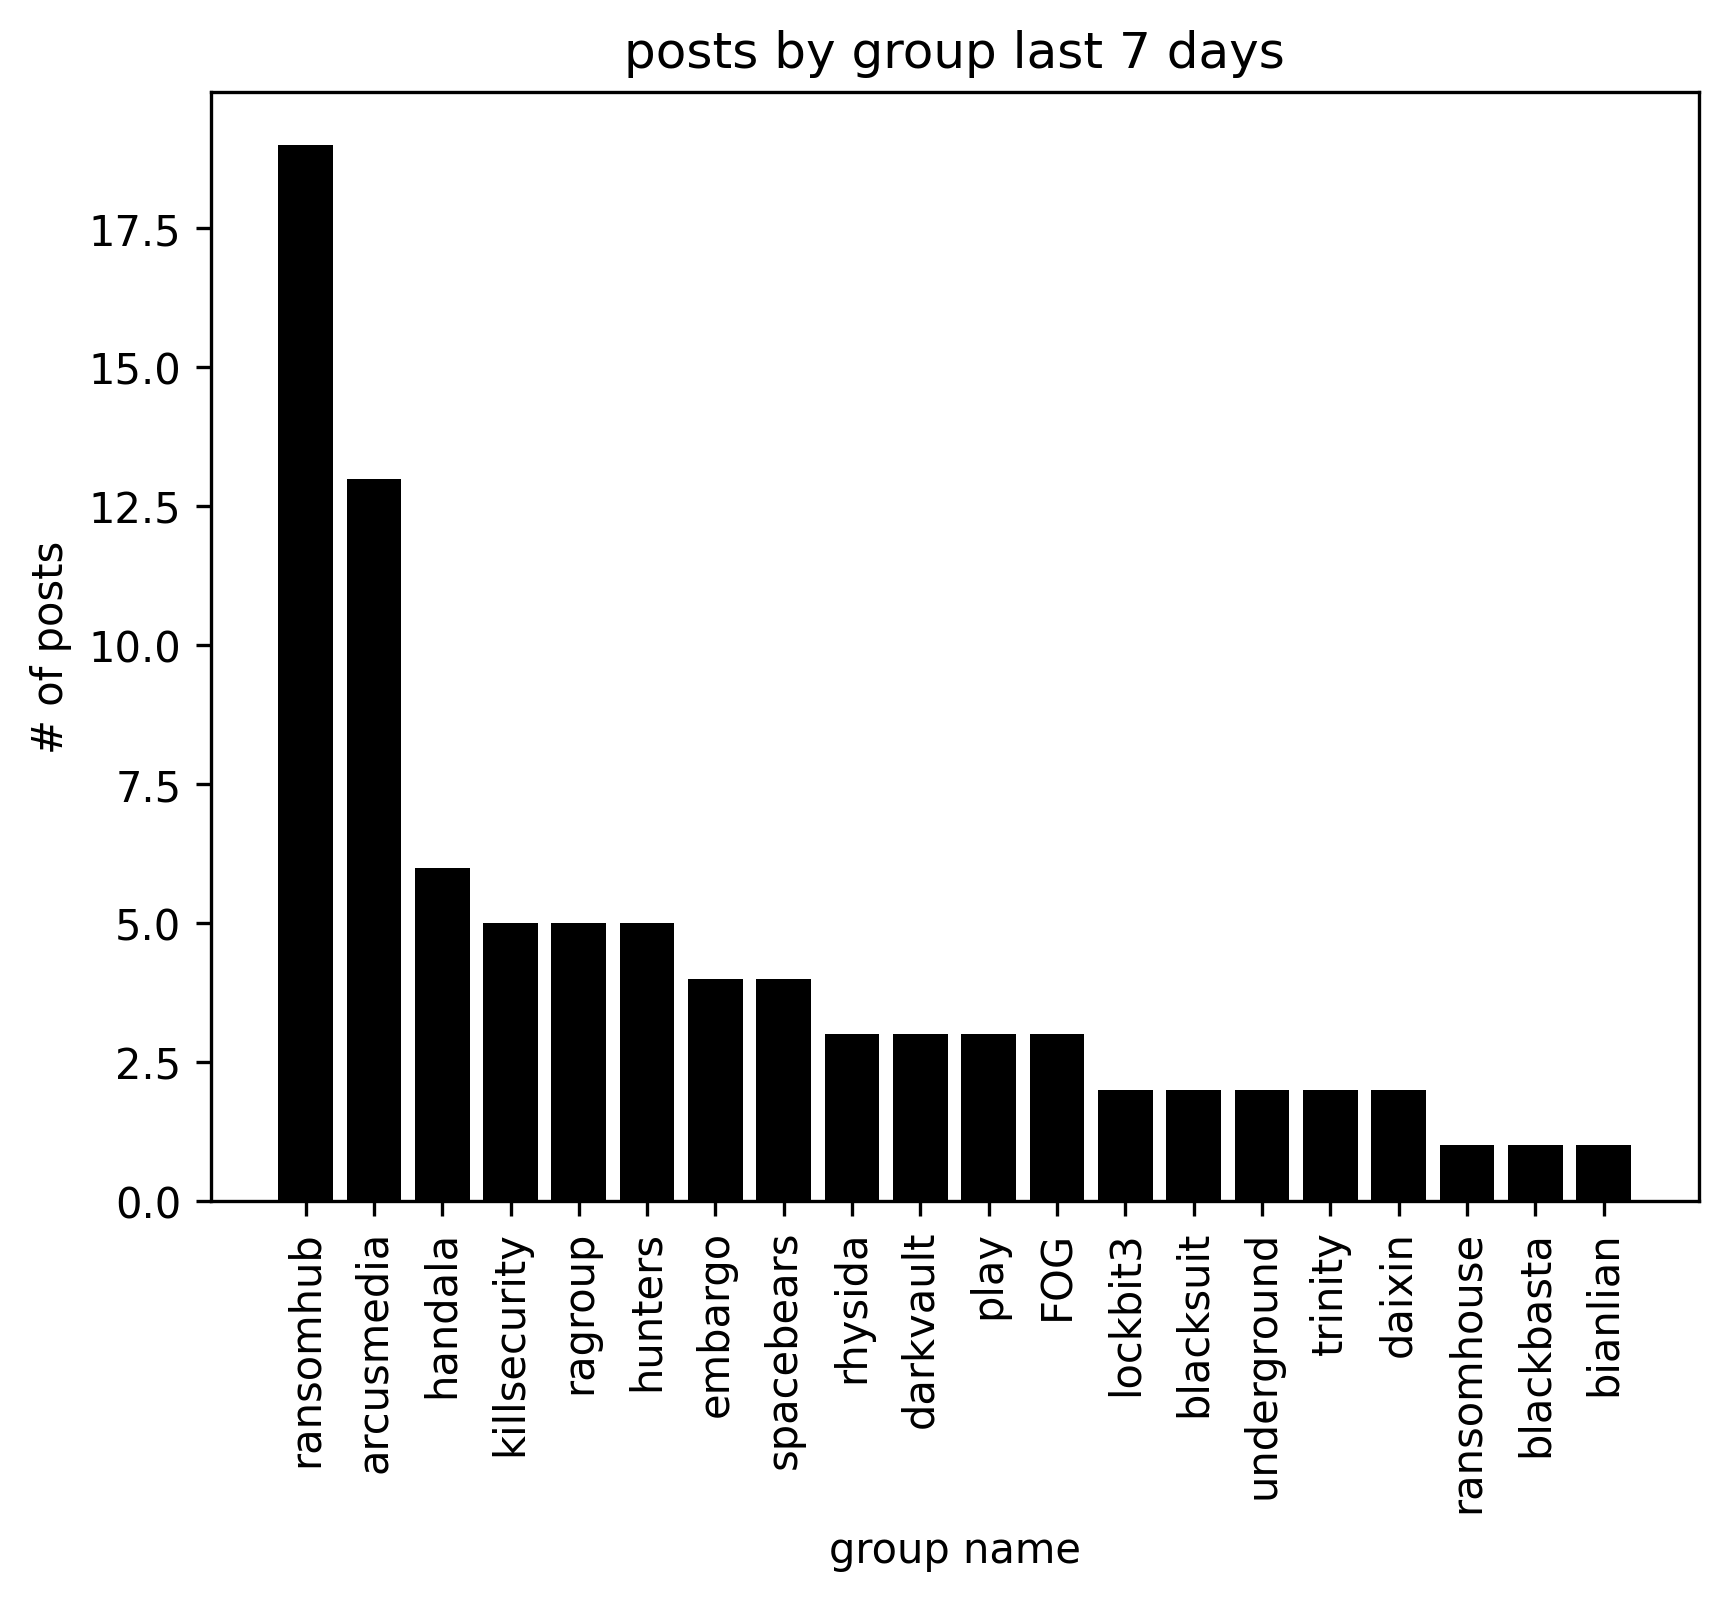 posts by group last 7 days
# of posts
17.5
15.0
12.5
10.0
7.5
5.0
2.5
0.0
ransomhub
arcusmedia
handala
killsecurity
ragroup
hunters
embargo
spacebears
rhysida
darkvault
play
FOG
lockbit3
blacksuit
underground
trinity
daixin
ransomhouse
blackbasta
bianlian
group name